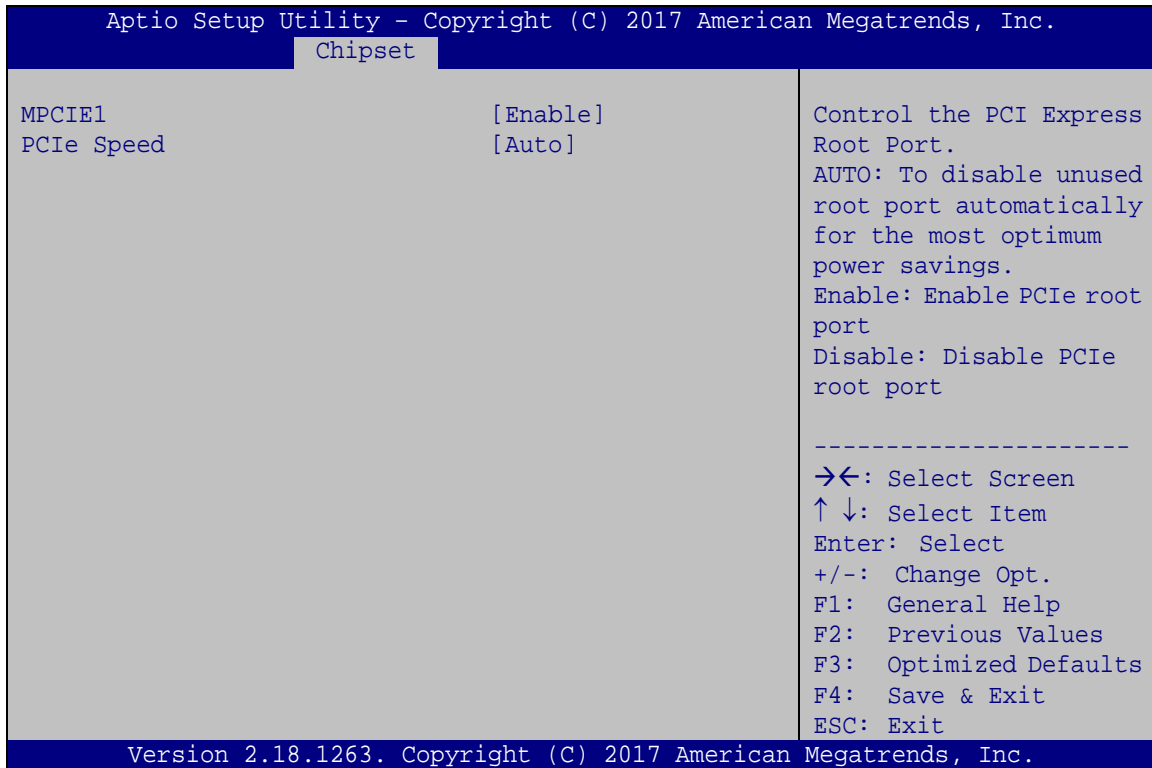 Aptio Setup Utility – Copyright (C) 2017 American Megatrends, Inc.
Chipset
MPCIE1 [Enable]
PCIe Speed [Auto]
Control the PCI Express
Root Port.
AUTO: To disable unused
root port automatically
for the most optimum
power savings.
Enable: Enable PCIe root
port
Disable: Disable PCIe
root port
----------------------
→←: Select Screen
↑ ↓: Select Item
Enter: Select
+/-: Change Opt.
F1: General Help
F2: Previous Values
F3: Optimized Defaults
F4: Save & Exit
ESC: Exit
Version 2.18.1263. Copyright (C) 2017 American Megatrends, Inc.